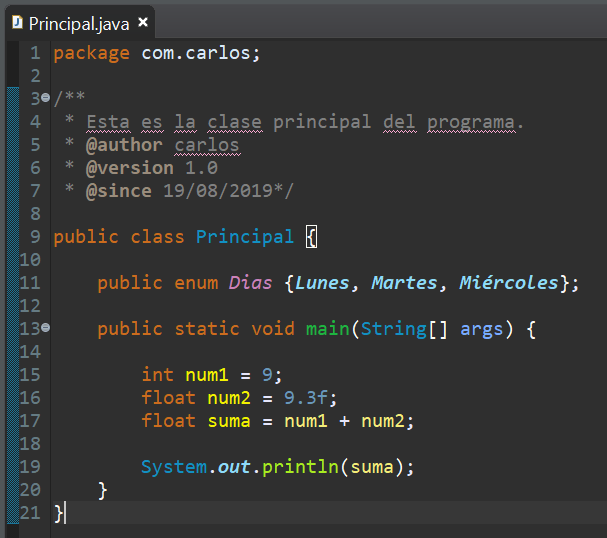 Principal.java
1 package com.carlos;
2
3 /**
4  * Esta es la clase principal del programa.
5  * @author carlos
6  * @version 1.0
7  * @since 19/08/2019*/
8
9 public class Principal {
10
11     public enum Dias {Lunes, Martes, Miércoles};
12
13     public static void main(String[] args) {
14
15         int num1 = 9;
16         float num2 = 9.3f;
17         float suma = num1 + num2;
18
19         System.out.println(suma);
20     }
21 }